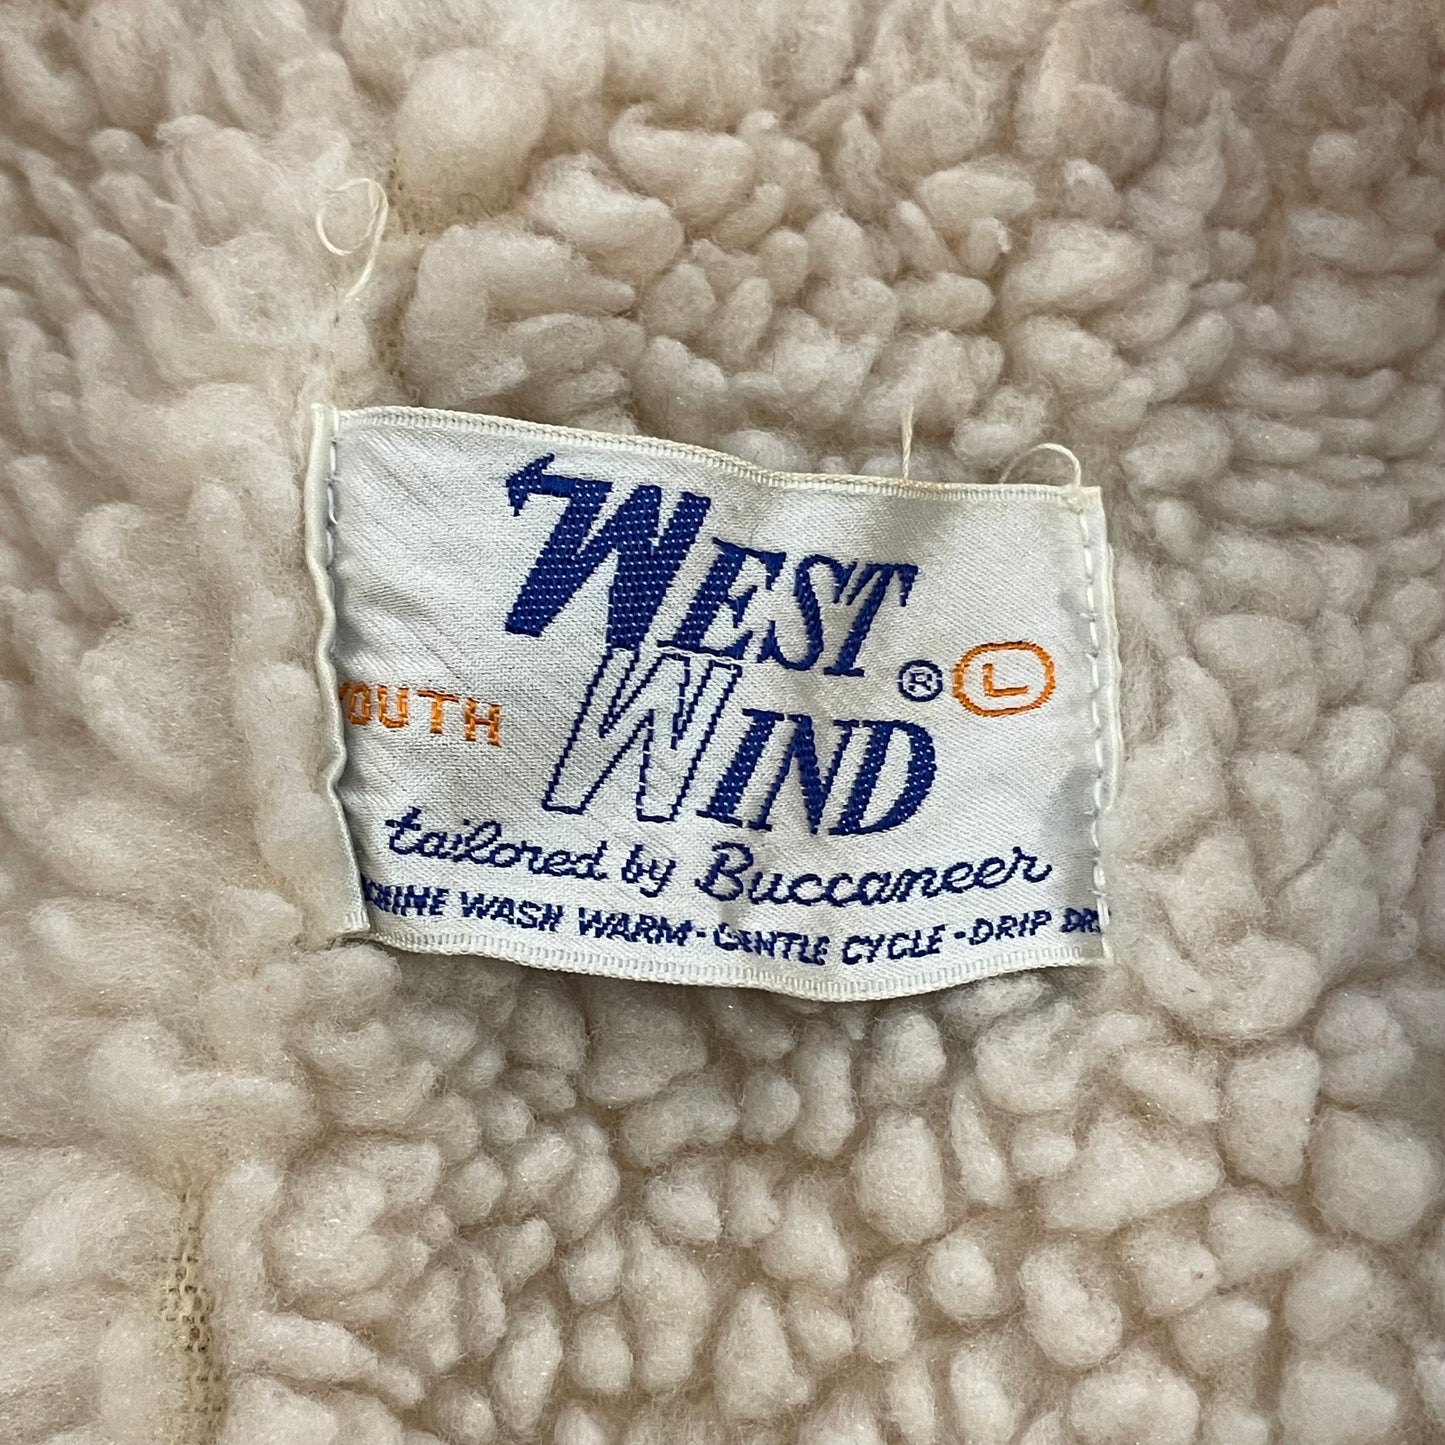 WEST
WIND ® L
YOUTH
tailored by Buccaneer
WASH WARM-GENTLE CYCLE-DRIP